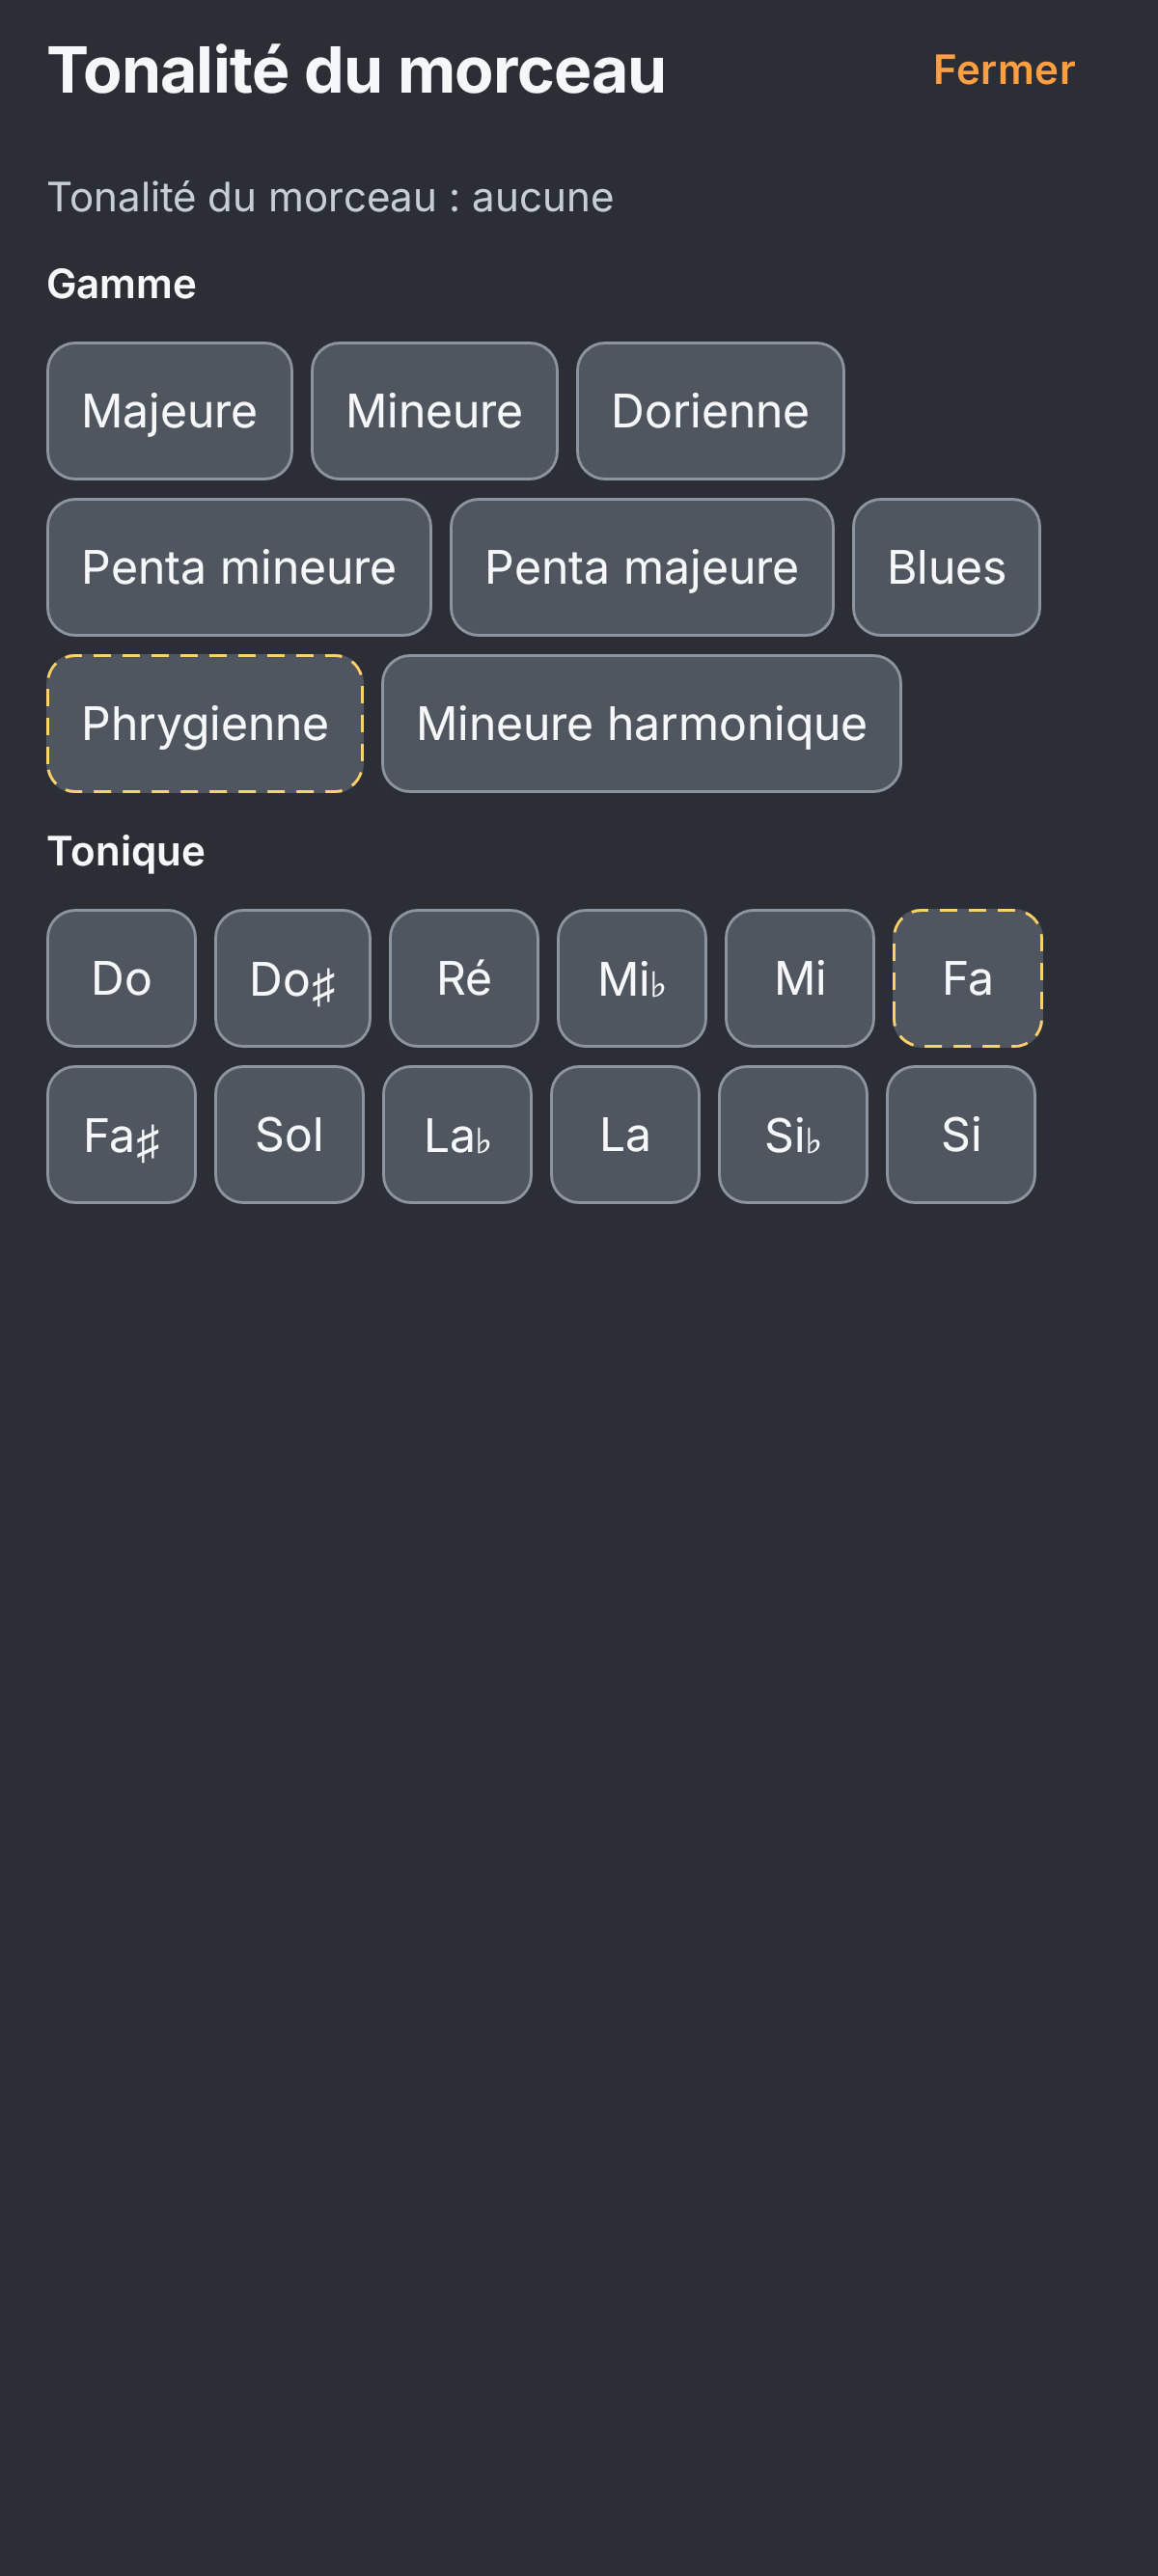 Tonalité du morceau
Fermer
Tonalité du morceau : aucune
Gamme
Majeure Mineure Dorienne
Penta mineure Penta majeure Blues
Phrygienne Mineure harmonique
Tonique
Do Do♯ Ré Mi♭ Mi Fa
Fa♯ Sol La♭ La Si♭ Si